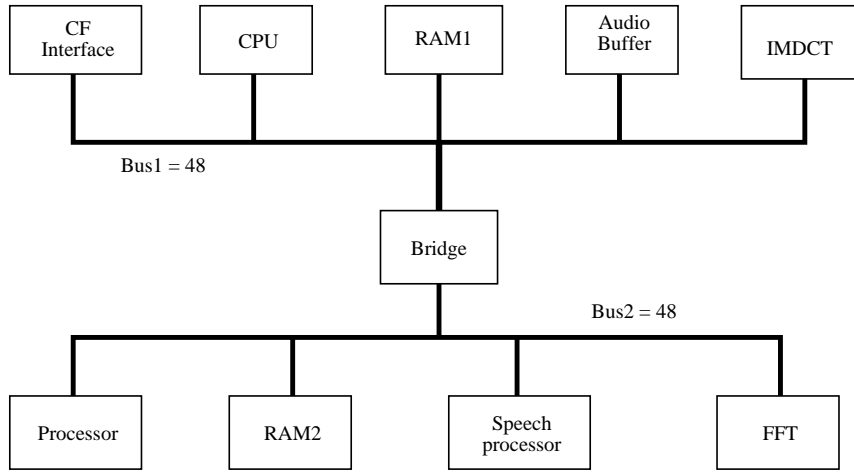 CF
Interface
CPU
RAM1
Audio
Buffer
IMDCT
Bus1 = 48
Bridge
Bus2 = 48
Processor
RAM2
Speech
processor
FFT